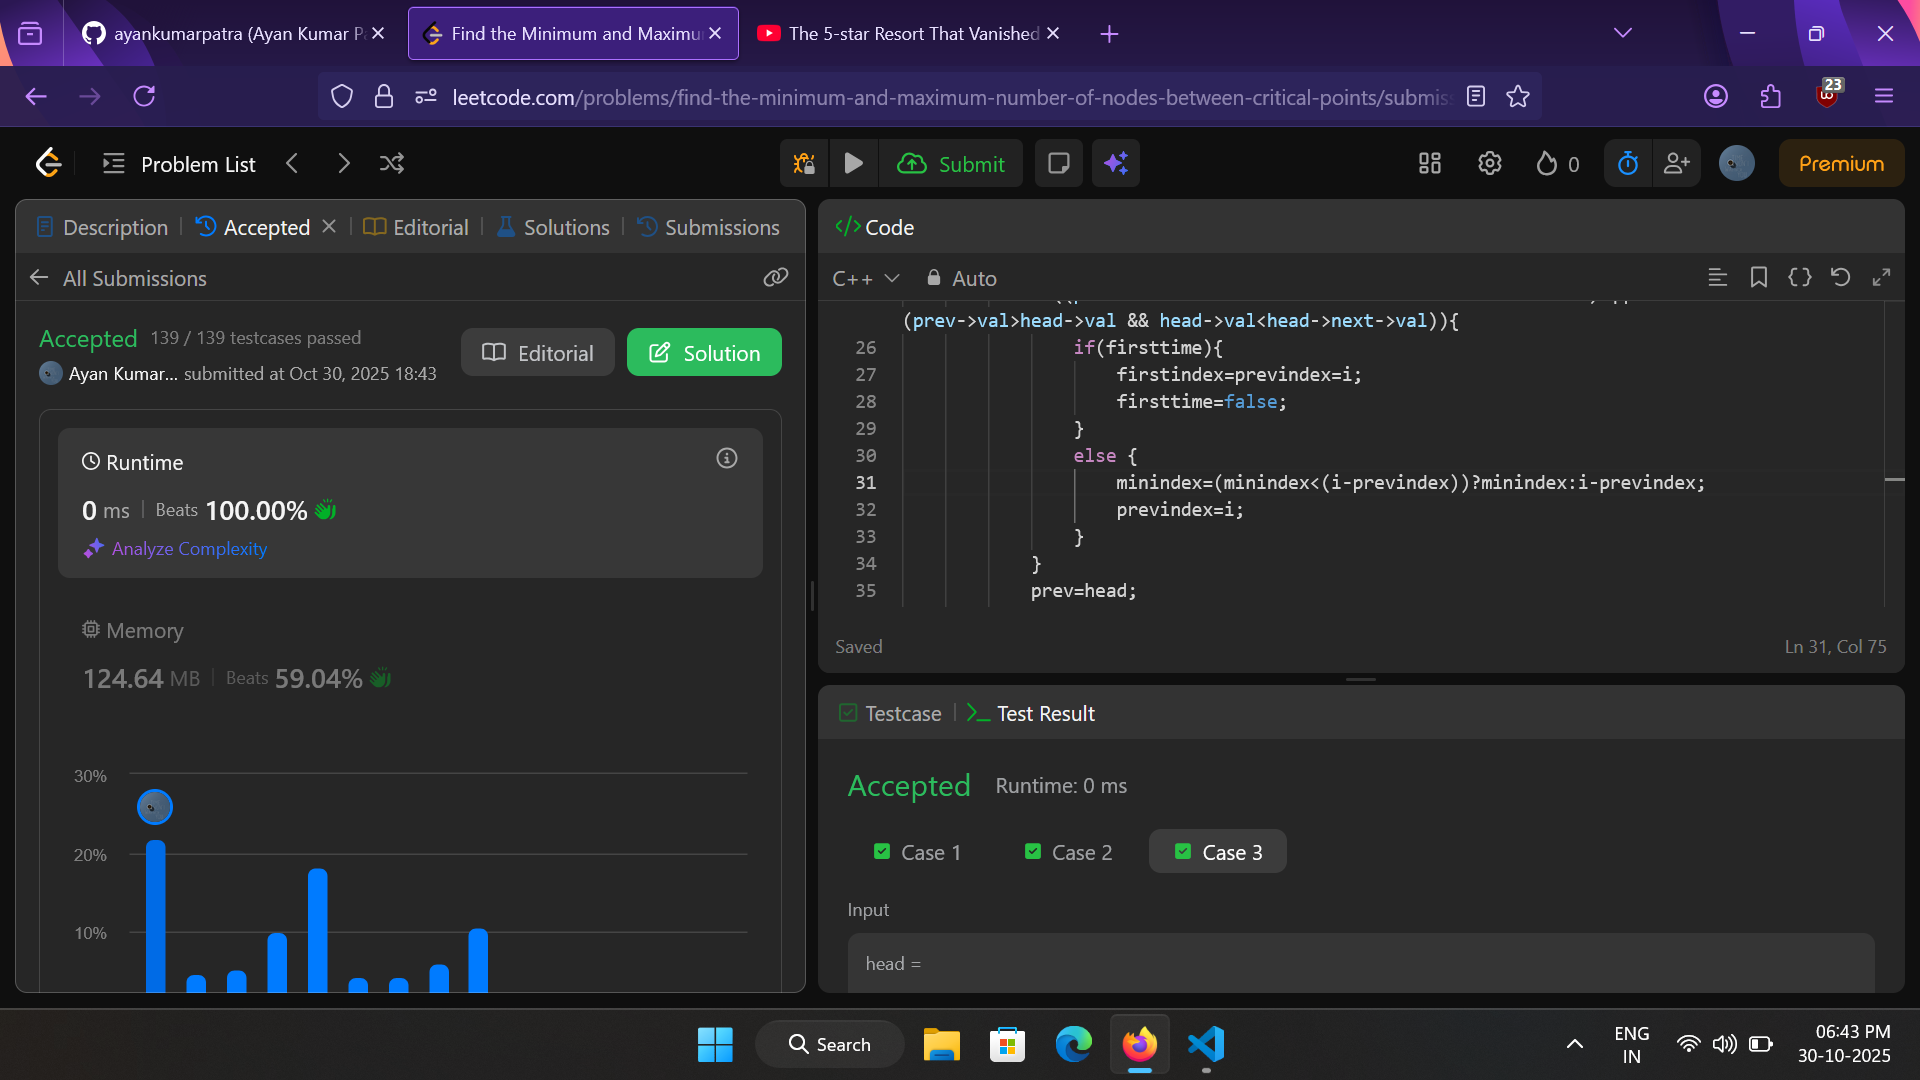 ayankumarpatra (Ayan Kumar P
Find the Minimum and Maximu
The 5-star Resort That Vanished
leetcode.com/problems/find-the-minimum-and-maximum-number-of-nodes-between-critical-points/submis
23
Problem List
Submit
0
Premium
Description
Accepted
Editorial
Solutions
Submissions
All Submissions
Accepted 139 / 139 testcases passed
Ayan Kumar... submitted at Oct 30, 2025 18:43
Editorial
Solution
Runtime
0 ms
Beats 100.00%
Analyze Complexity
Memory
124.64 MB
Beats 59.04%
30%
20%
10%
Code
C++
Auto
(prev->val>head->val && head->val<head->next->val)){
26 if(firsttime){
27 firstindex=previndex=i;
28 firsttime=false;
29 }
30 else {
31 minindex=(minindex<(i-previndex))?minindex:i-previndex;
32 previndex=i;
33 }
34 }
35 prev=head;
Saved
Ln 31, Col 75
Testcase
Test Result
Accepted Runtime: 0 ms
Case 1
Case 2
Case 3
Input
head =
Search
ENG
IN
06:43 PM
30-10-2025